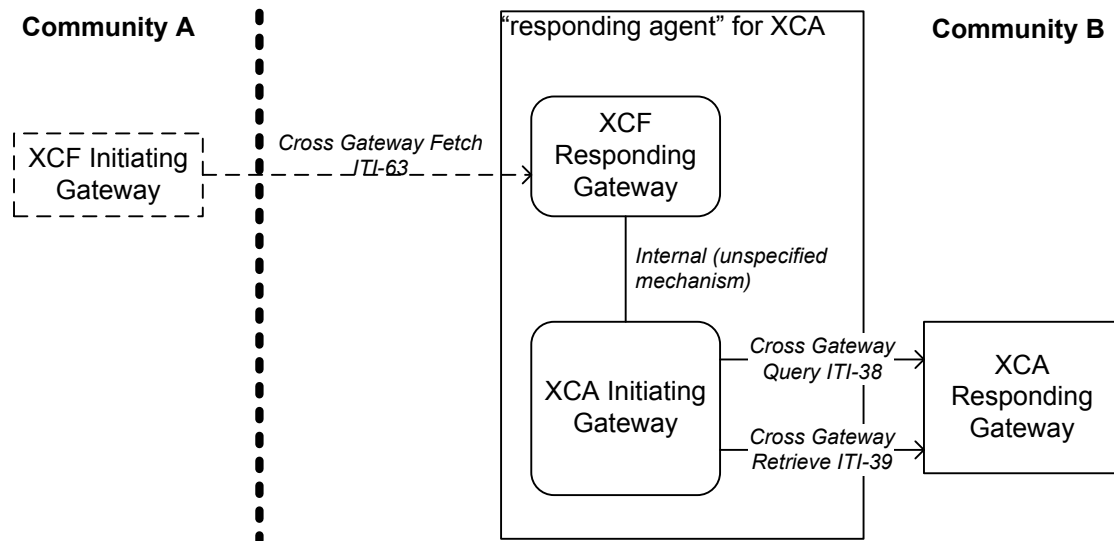 Community A
"responding agent" for XCA
Community B
XCF Initiating
Gateway
Cross Gateway Fetch
ITI-63
XCF
Responding
Gateway
Internal (unspecified
mechanism)
XCA Initiating
Gateway
Cross Gateway
Query ITI-38
Cross Gateway
Retrieve ITI-39
XCA
Responding
Gateway